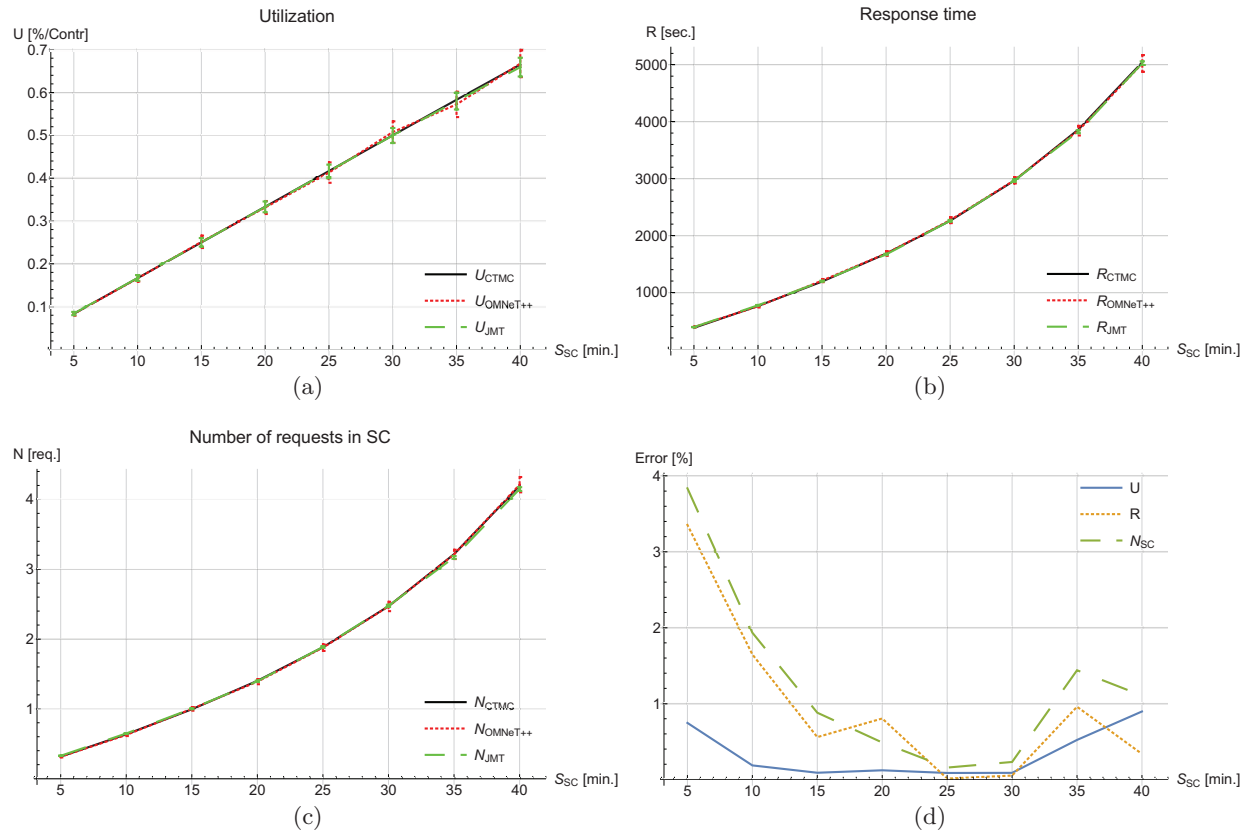 Utilization
U [%/Contr]
0.7
0.6
0.5
0.4
0.3
0.2
0.1
U_CTMC
U_OMNeT++
U_JMT
5 10 15 20 25 30 35 40
S_SC [min.]
(a)
Response time
R [sec.]
5000
4000
3000
2000
1000
R_CTMC
R_OMNeT++
R_JMT
5 10 15 20 25 30 35 40
S_SC [min.]
(b)
Number of requests in SC
N [req.]
4
3
2
1
N_CTMC
N_OMNeT++
N_JMT
5 10 15 20 25 30 35 40
S_SC [min.]
(c)
Error [%]
4
3
2
1
U
R
N_SC
5 10 15 20 25 30 35 40
S_SC [min.]
(d)